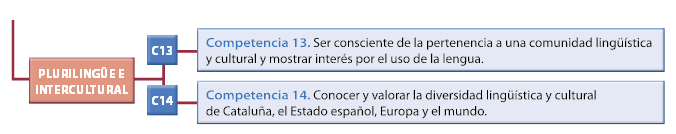 PLURILINGÜE E
INTERCULTURAL
C13
Competencia 13. Ser consciente de la pertenencia a una comunidad lingüística
y cultural y mostrar interés por el uso de la lengua.
C14
Competencia 14. Conocer y valorar la diversidad lingüística y cultural
de Cataluña, el Estado español, Europa y el mundo.